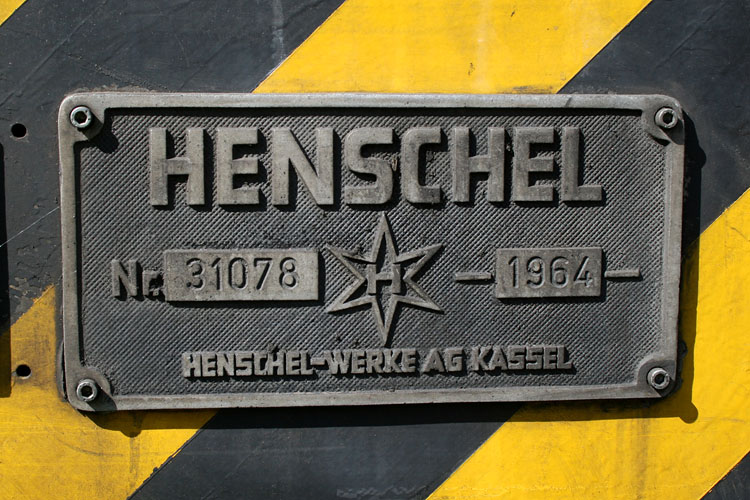 HENSCHEL
Nr. 31078 H 1964
HENSCHEL-WERKE AG KASSEL